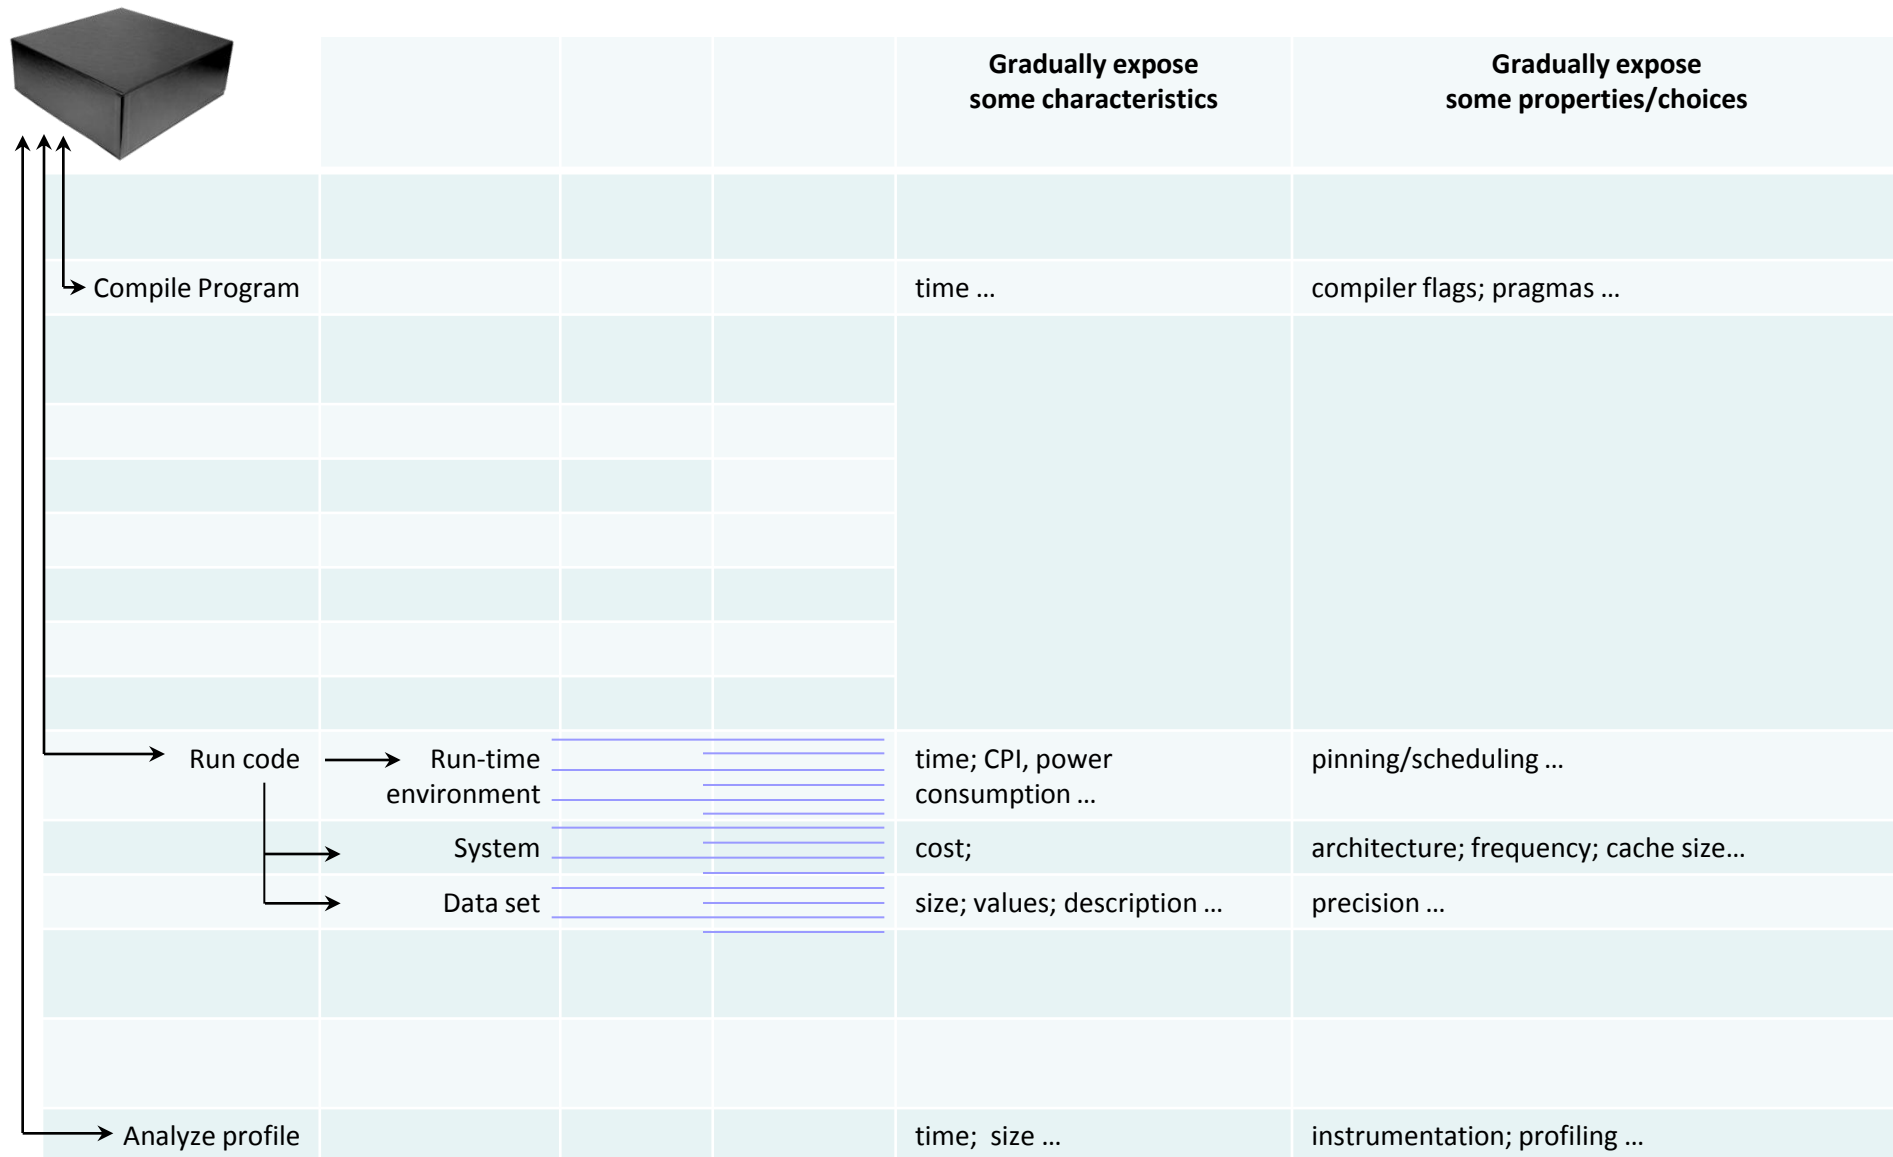 Gradually expose
some characteristics
Gradually expose
some properties/choices
Compile Program
time ...
compiler flags; pragmas ...
Run code
Run-time
environment
time; CPI, power
consumption ...
pinning/scheduling ...
System
cost;
architecture; frequency; cache size...
Data set
size; values; description ...
precision ...
Analyze profile
time;  size ...
instrumentation; profiling ...